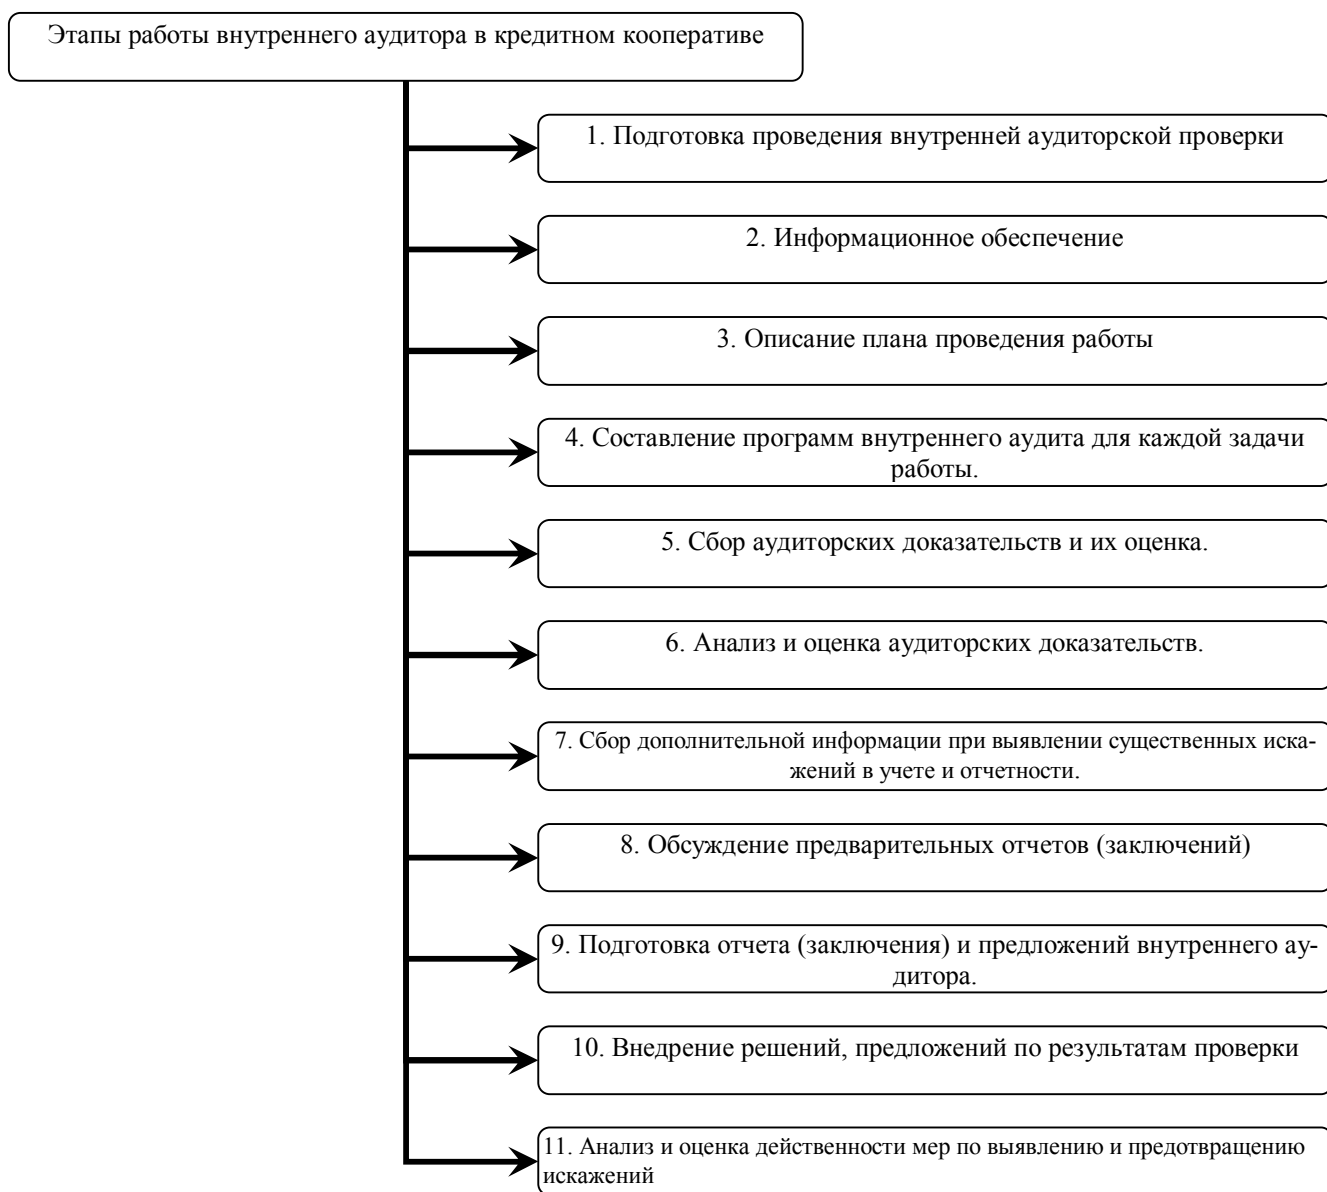 Этапы работы внутреннего аудитора в кредитном кооперативе
1. Подготовка проведения внутренней аудиторской проверки
2. Информационное обеспечение
3. Описание плана проведения работы
4. Составление программ внутреннего аудита для каждой задачи
работы.
5. Сбор аудиторских доказательств и их оценка.
6. Анализ и оценка аудиторских доказательств.
7. Сбор дополнительной информации при выявлении существенных иска-
жений в учете и отчетности.
8. Обсуждение предварительных отчетов (заключений)
9. Подготовка отчета (заключения) и предложений внутреннего ау-
дитора.
10. Внедрение решений, предложений по результатам проверки
11. Анализ и оценка действенности мер по выявлению и предотвращению
искажений